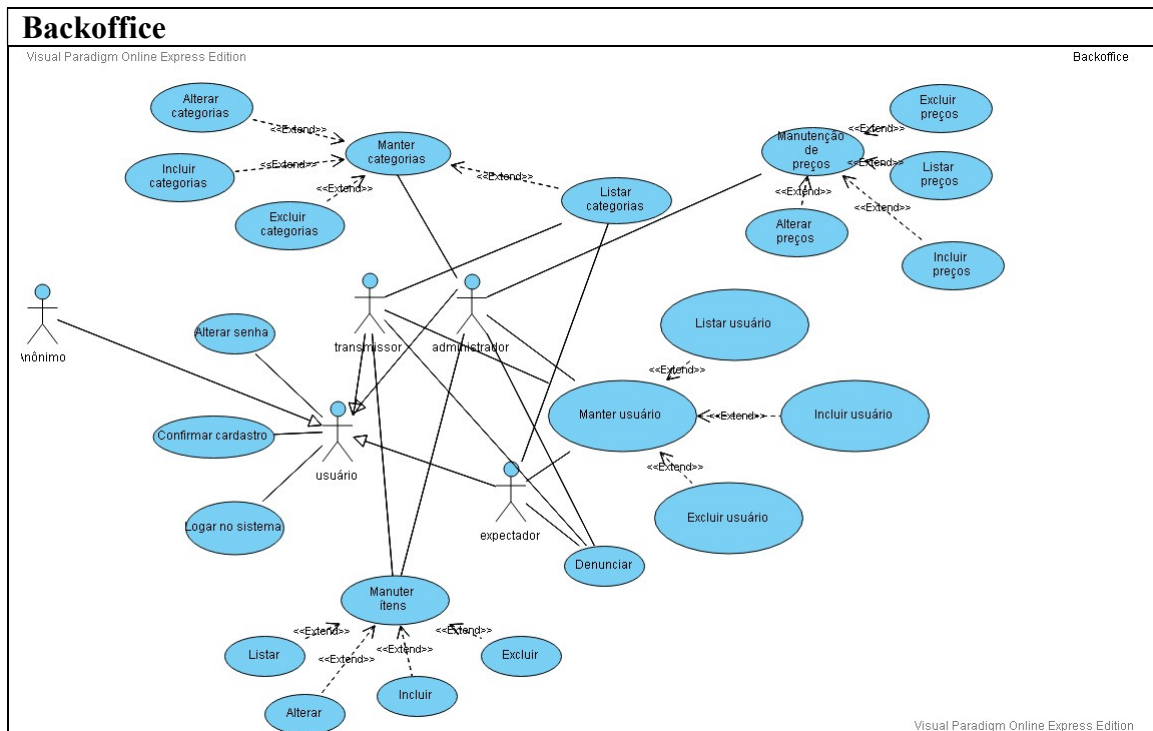 Backoffice
Visual Paradigm Online Express Edition
Backoffice
Alterar
categorias
<<Extend>>
Manter
categorias
Incluir
categorias
<<Extend>>
<<Extend>>
Excluir
categorias
<<Extend>>
Listar
categorias
Excluir
preços
<<Extend>>
Manutenção
de
preços
<<Extend>>
Listar
preços
<<Extend>>
<<Extend>>
Alterar
preços
Incluir
preços
Anônimo
Alterar senha
transmissor
administrador
Listar usuário
<<Extend>>
Manter usuário
<<Extend>>
Incluir usuário
Confirmar cardastro
usuário
<<Extend>>
Excluir usuário
Logar no sistema
expectador
Denunciar
Manuter
ítens
<<Extend>>
<<Extend>>
<<Extend>>
<<Extend>>
Listar
Excluir
Alterar
Incluir
Visual Paradigm Online Express Edition